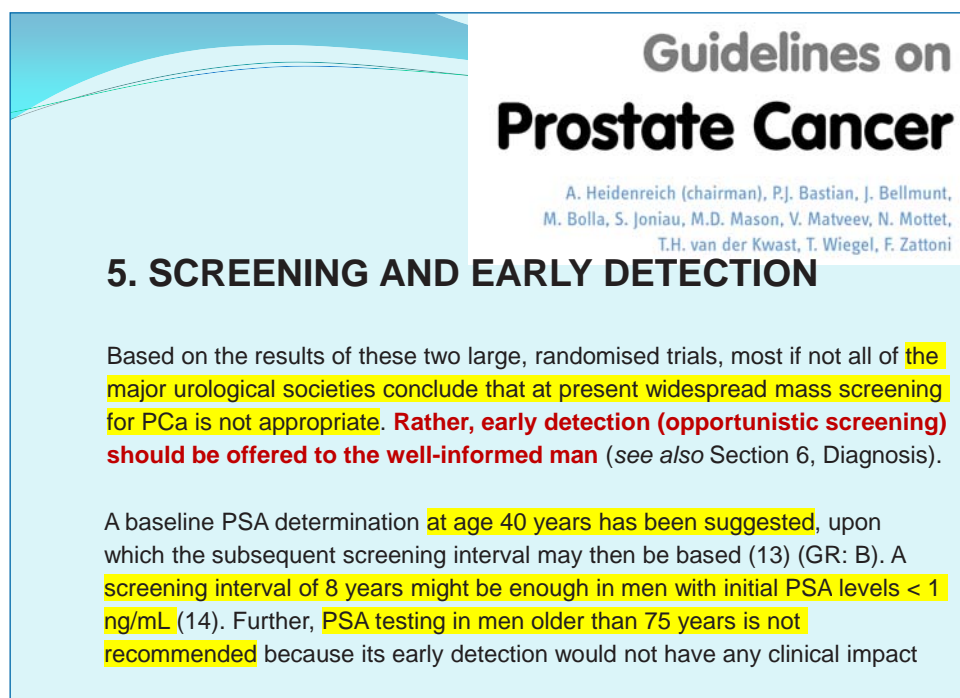 Guidelines on
Prostate Cancer
A. Heidenreich (chairman), P.J. Bastian, J. Bellmunt,
M. Bolla, S. Joniau, M.D. Mason, V. Matveev, N. Mottet,
T.H. van der Kwast, T. Wiegel, F. Zattoni
5. SCREENING AND EARLY DETECTION
Based on the results of these two large, randomised trials, most if not all of the
major urological societies conclude that at present widespread mass screening
for PCa is not appropriate. Rather, early detection (opportunistic screening)
should be offered to the well-informed man (see also Section 6, Diagnosis).
A baseline PSA determination at age 40 years has been suggested, upon
which the subsequent screening interval may then be based (13) (GR: B). A
screening interval of 8 years might be enough in men with initial PSA levels < 1
ng/mL (14). Further, PSA testing in men older than 75 years is not
recommended because its early detection would not have any clinical impact